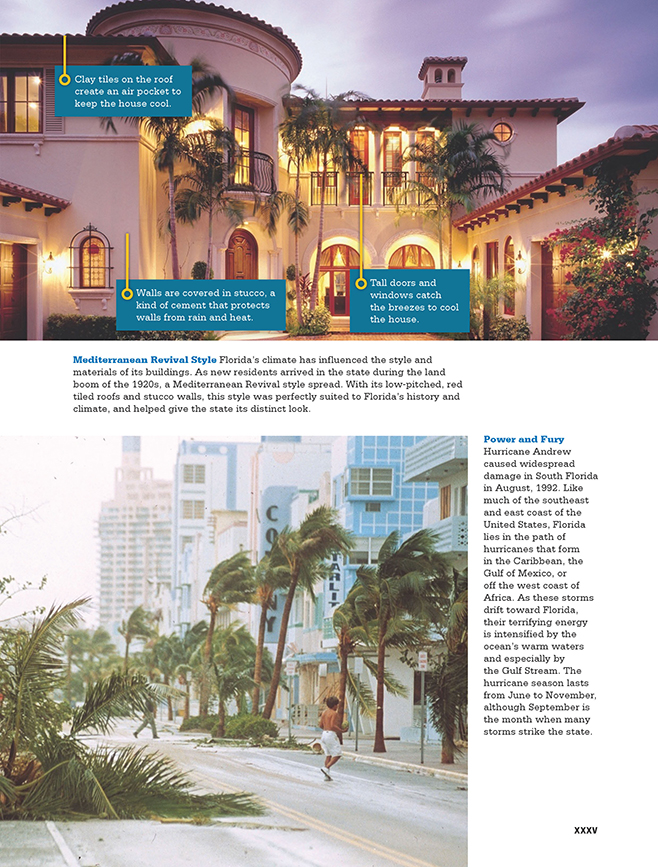 Clay tiles on the roof
create an air pocket to
keep the house cool.
Walls are covered in stucco, a
kind of cement that protects
walls from rain and heat.
Tall doors and
windows catch
the breezes to cool
the house.
Mediterranean Revival Style Florida's climate has influenced the style and
materials of its buildings. As new residents arrived in the state during the land
boom of the 1920s, a Mediterranean Revival style spread. With its low-pitched, red
tiled roofs and stucco walls, this style was perfectly suited to Florida's history and
climate, and helped give the state its distinct look.
Power and Fury
Hurricane Andrew
caused widespread
damage in South Florida
in August, 1992. Like
much of the southeast
and east coast of the
United States, Florida
lies in the path of
hurricanes that form
in the Caribbean, the
Gulf of Mexico, or
off the west coast of
Africa. As these storms
drift toward Florida,
their terrifying energy
is intensified by the
ocean's warm waters
and especially by
the Gulf Stream. The
hurricane season lasts
from June to November,
although September is
the month when many
storms strike the state.
XXXV